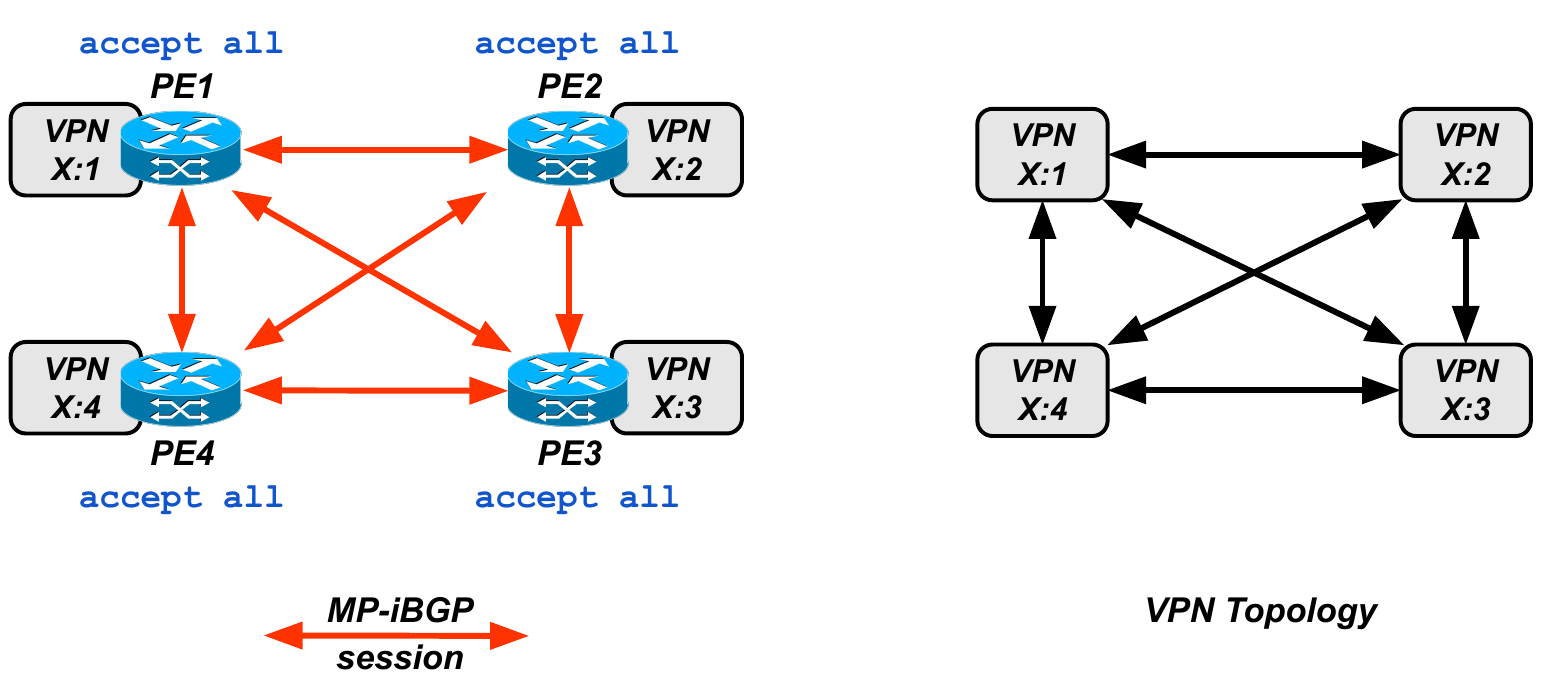 accept all
accept all
PE1
PE2
VPN
X:1
VPN
X:2
VPN
X:1
VPN
X:2
VPN
X:4
VPN
X:3
VPN
X:4
VPN
X:3
PE4
PE3
accept all
accept all
MP-iBGP
session
VPN Topology